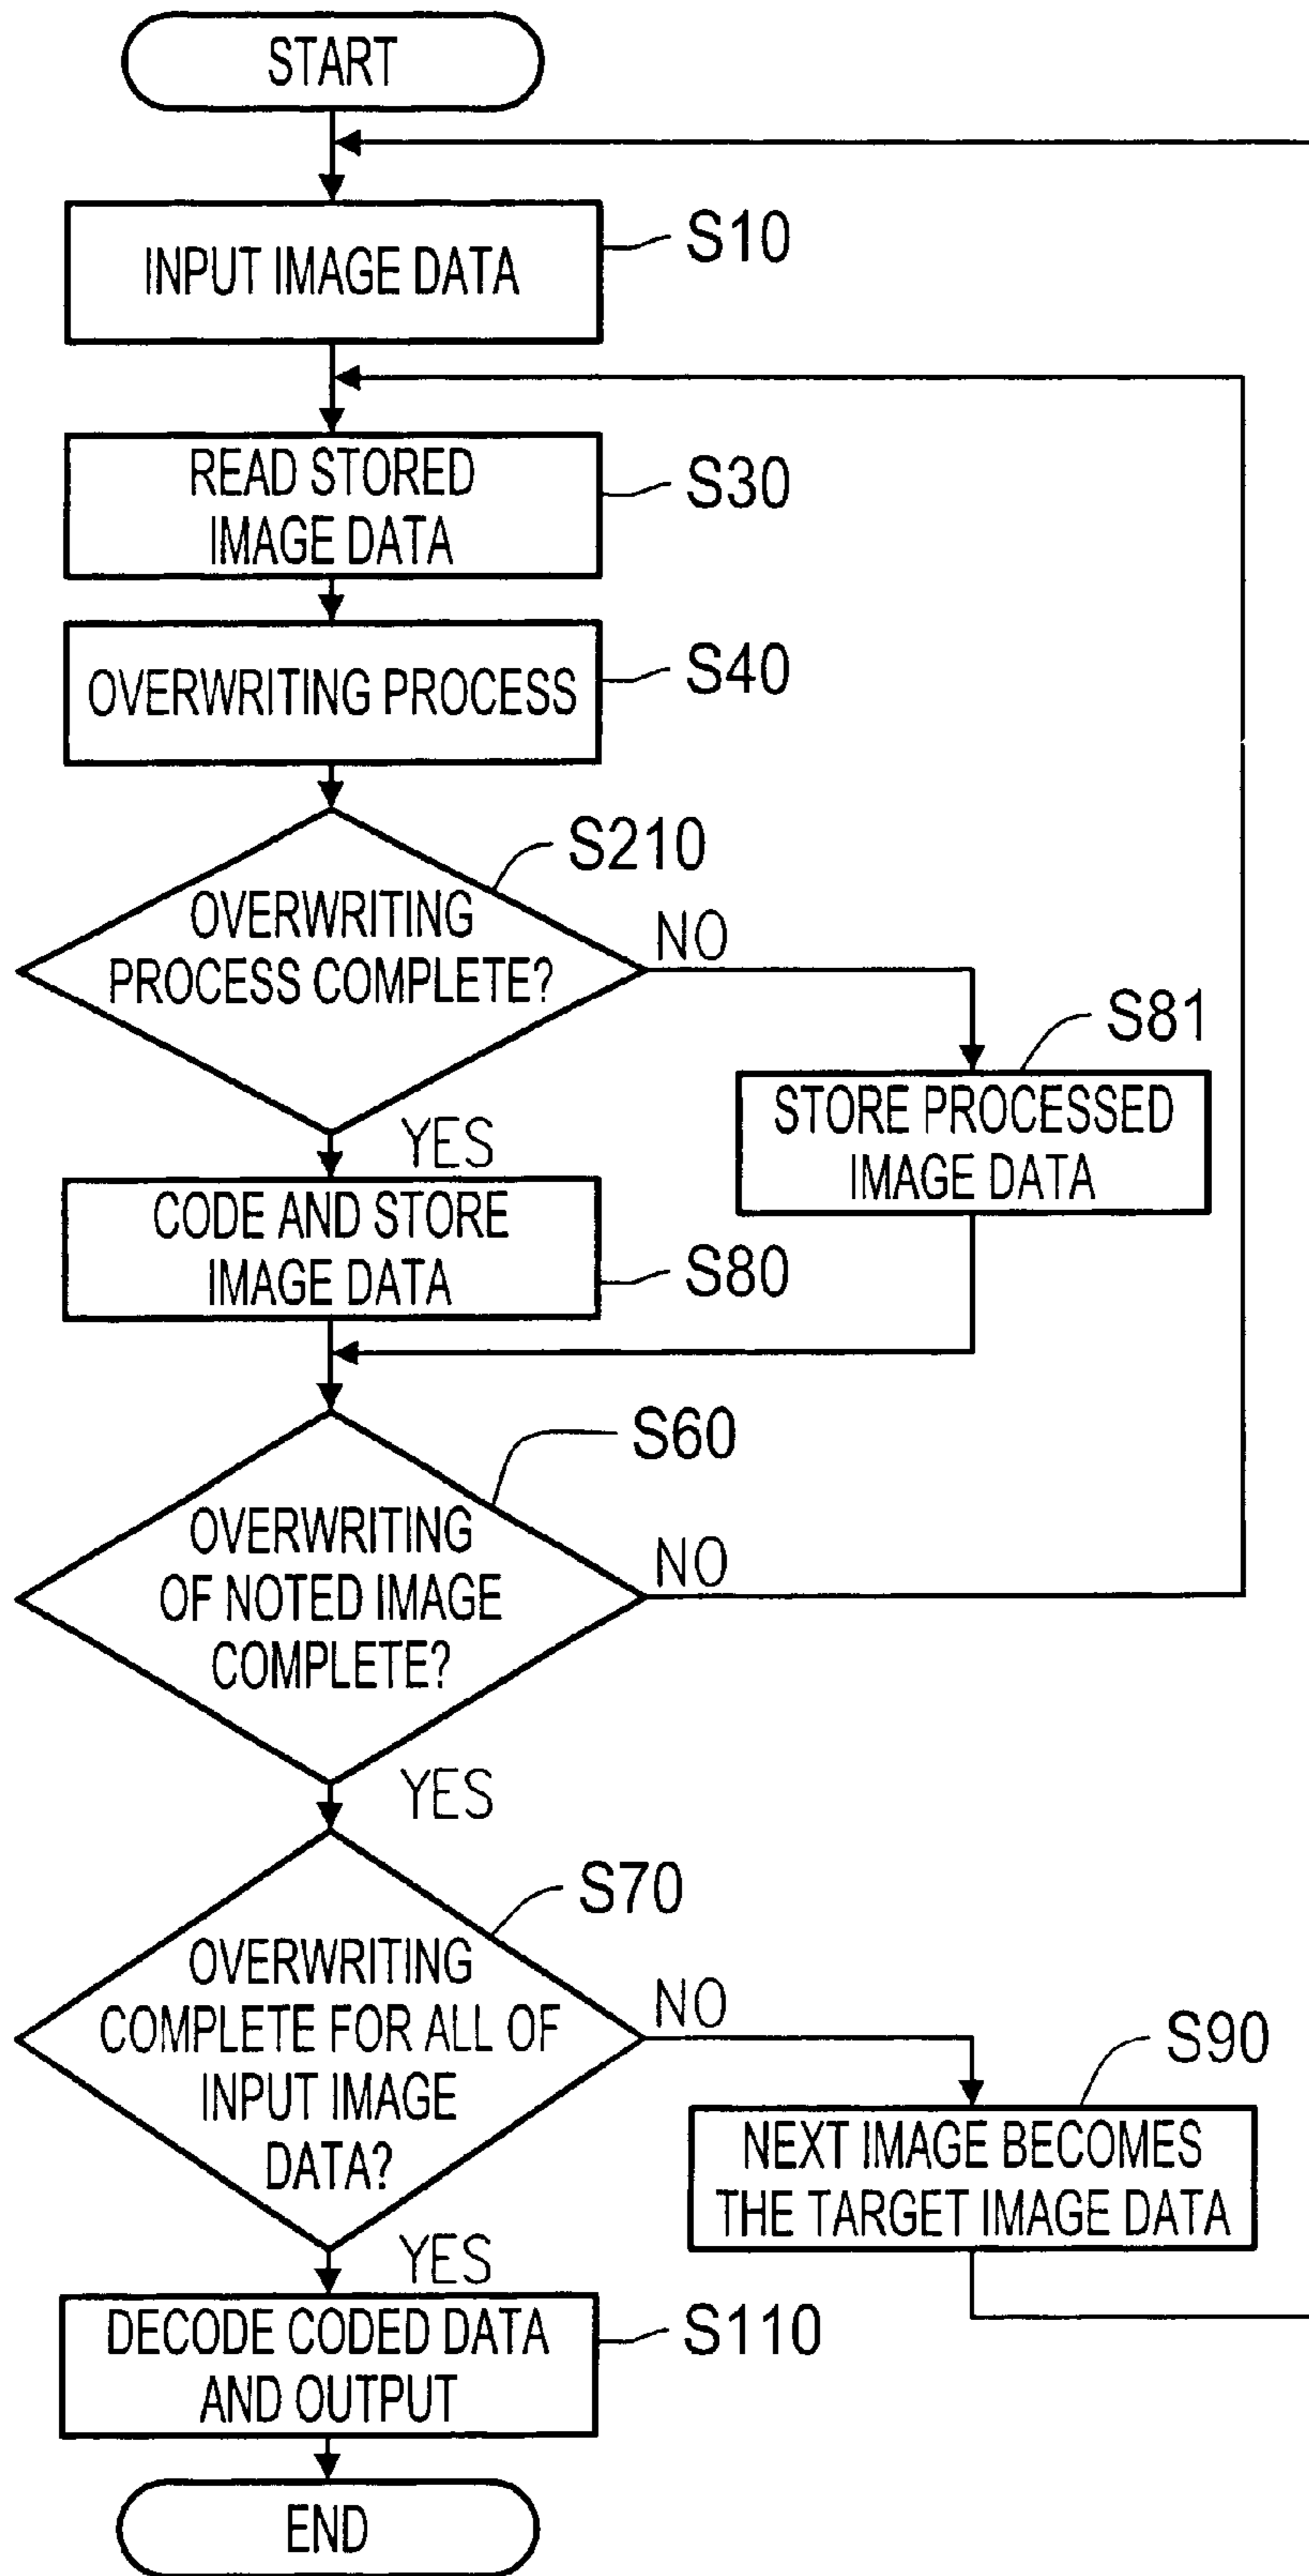 START
INPUT IMAGE DATA
S10
READ STORED
IMAGE DATA
S30
OVERWRITING PROCESS
S40
S210
OVERWRITING
PROCESS COMPLETE?
NO
S81
STORE PROCESSED
IMAGE DATA
YES
CODE AND STORE
IMAGE DATA
S80
S60
OVERWRITING
OF NOTED IMAGE
COMPLETE?
NO
YES
S70
OVERWRITING
COMPLETE FOR ALL OF
INPUT IMAGE
DATA?
NO
S90
NEXT IMAGE BECOMES
THE TARGET IMAGE DATA
YES
DECODE CODED DATA
AND OUTPUT
S110
END